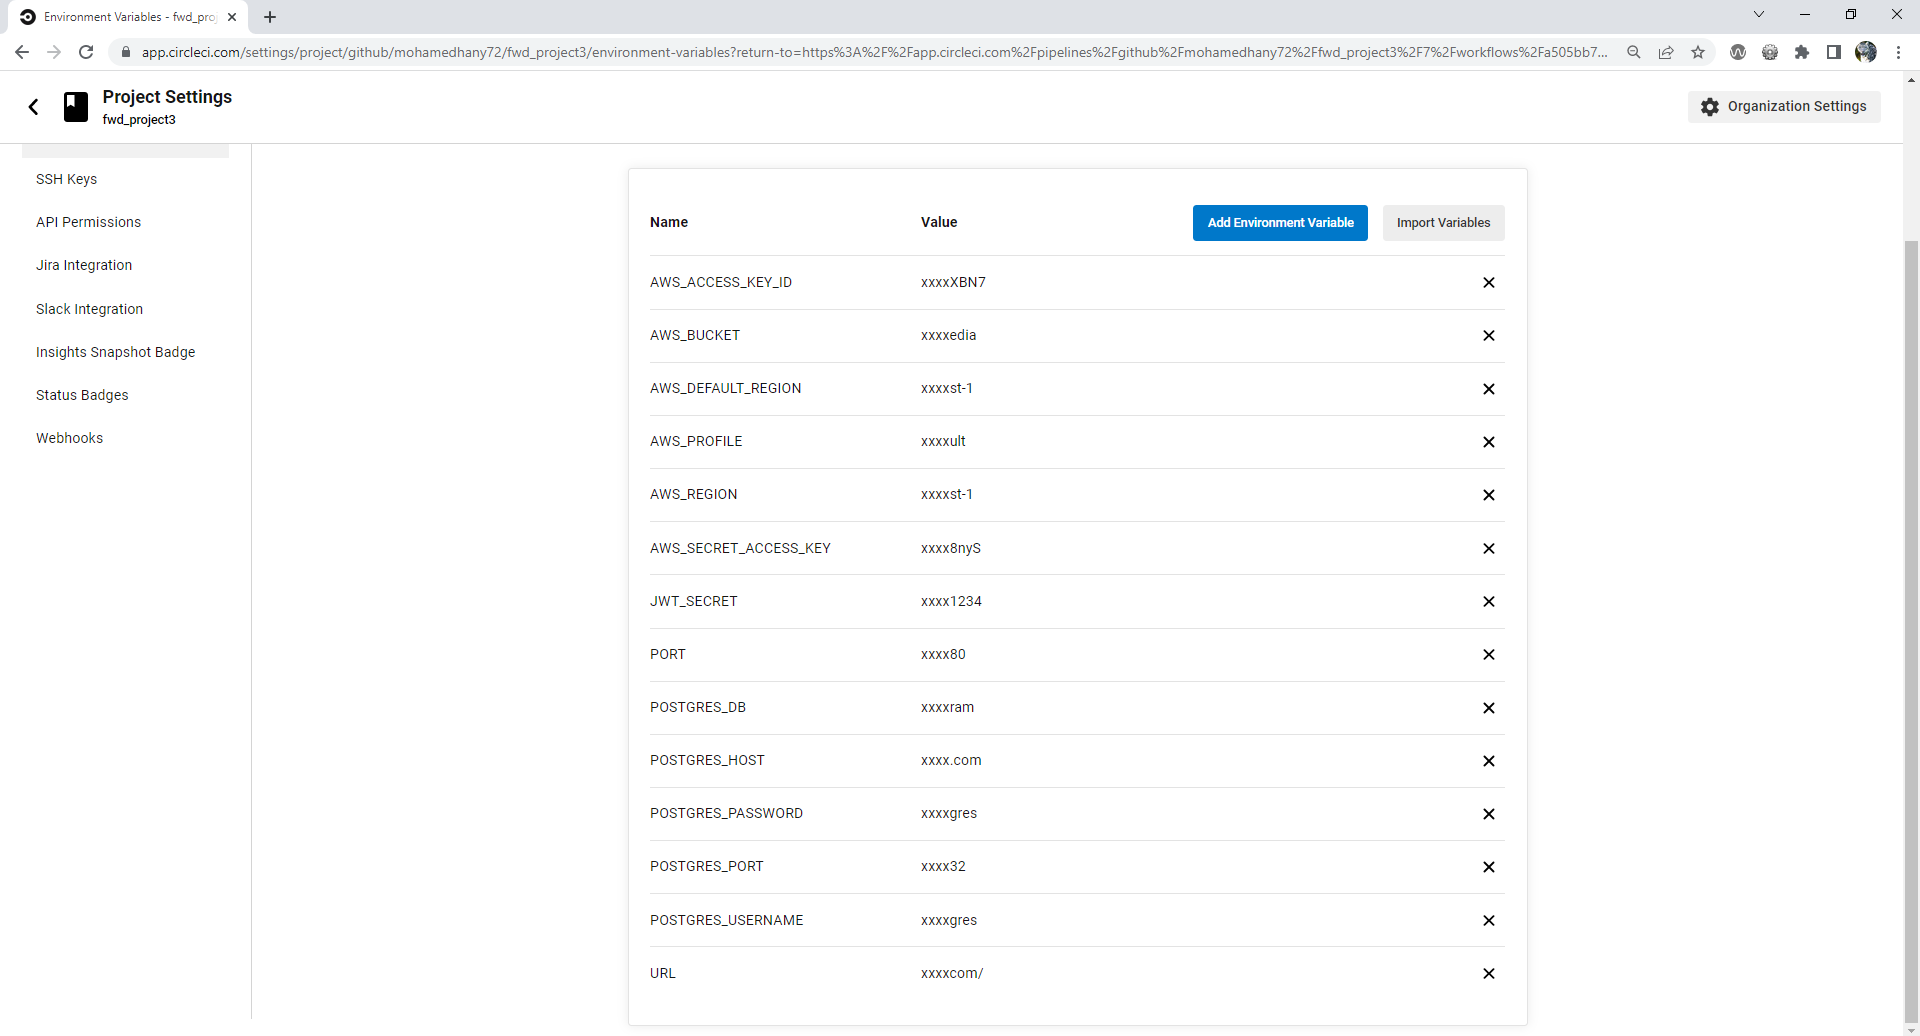 Environment Variables - fwd_proj
app.circleci.com/settings/project/github/mohamedhany72/fwd_project3/environment-variables?return-to=https%3A%2F%2Fapp.circleci.com%2Fpipelines%2Fgithub%2Fmohamedhany72%2Ffwd_project3%2F7%2Fworkflows%2Fa505bb7...
Project Settings
fwd_project3
Organization Settings
SSH Keys
API Permissions
Jira Integration
Slack Integration
Insights Snapshot Badge
Status Badges
Webhooks
Name Value Add Environment Variable Import Variables
AWS_ACCESS_KEY_ID xxxxXBN7
AWS_BUCKET xxxxedia
AWS_DEFAULT_REGION xxxxst-1
AWS_PROFILE xxxxult
AWS_REGION xxxxst-1
AWS_SECRET_ACCESS_KEY xxxx8nyS
JWT_SECRET xxxx1234
PORT xxxx80
POSTGRES_DB xxxxram
POSTGRES_HOST xxxx.com
POSTGRES_PASSWORD xxxxgres
POSTGRES_PORT xxxx32
POSTGRES_USERNAME xxxxgres
URL xxxxcom/